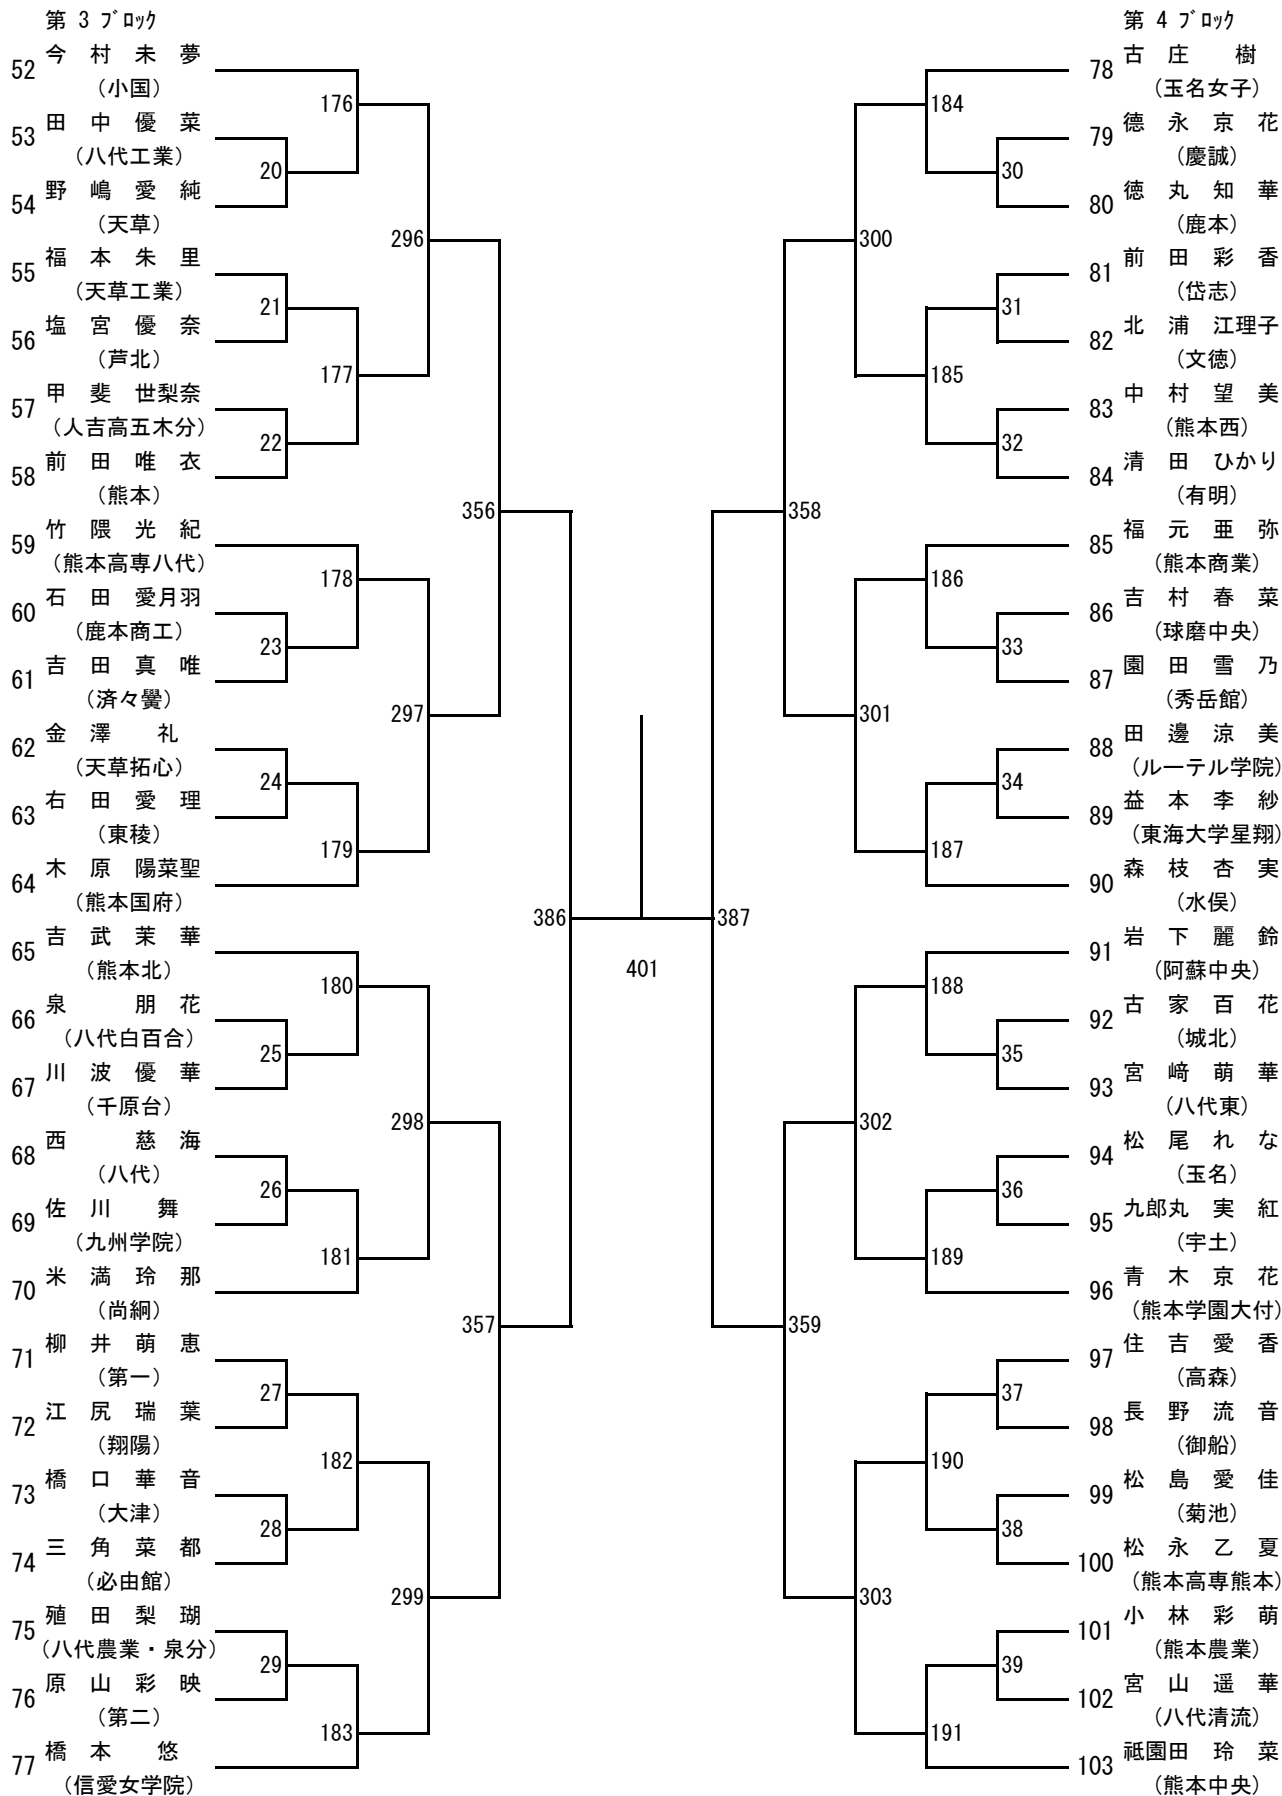 第 3 ブロック
52 今 村 未 夢
(小国)
176
53 田 中 優 菜
(八代工業)
20
54 野 嶋 愛 純
(天草)
296
55 福 本 朱 里
(天草工業)
21
56 塩 宮 優 奈
(芦北)
177
57 甲 斐 世梨奈
(人吉高五木分)
22
58 前 田 唯 衣
(熊本)
356
59 竹 隈 光 紀
(熊本高専八代)
178
60 石 田 愛月羽
(鹿本商工)
23
61 吉 田 真 唯
(済々黌)
297
62 金 澤 礼
(天草拓心)
24
63 右 田 愛 理
(東稜)
179
64 木 原 陽菜聖
(熊本国府)
386
65 吉 武 茉 華
(熊本北)
180
66 泉 朋 花
(八代白百合)
25
67 川 波 優 華
(千原台)
298
68 西 慈 海
(八代)
26
69 佐 川 舞
(九州学院)
181
70 米 満 玲 那
(尚絅)
357
71 柳 井 萌 恵
(第一)
27
72 江 尻 瑞 葉
(翔陽)
182
73 橋 口 華 音
(大津)
28
74 三 角 菜 都
(必由館)
299
75 殖 田 梨 瑚
(八代農業・泉分)
29
76 原 山 彩 映
(第二)
183
77 橋 本 悠
(信愛女学院)
401
第 4 ブロック
78 古 庄 樹
(玉名女子)
184
79 德 永 京 花
(慶誠)
30
80 徳 丸 知 華
(鹿本)
300
81 前 田 彩 香
(岱志)
31
82 北 浦 江理子
(文徳)
185
83 中 村 望 美
(熊本西)
32
84 清 田 ひかり
(有明)
358
85 福 元 亜 弥
(熊本商業)
186
86 吉 村 春 菜
(球磨中央)
33
87 園 田 雪 乃
(秀岳館)
301
88 田 邊 涼 美
(ルーテル学院)
34
89 益 本 李 紗
(東海大学星翔)
187
90 森 枝 杏 実
(水俣)
387
91 岩 下 麗 鈴
(阿蘇中央)
188
92 古 家 百 花
(城北)
35
93 宮 﨑 萌 華
(八代東)
302
94 松 尾 れ な
(玉名)
36
95 九郎丸 実 紅
(宇土)
189
96 青 木 京 花
(熊本学園大付)
359
97 住 吉 愛 香
(高森)
37
98 長 野 流 音
(御船)
190
99 松 島 愛 佳
(菊池)
38
100 松 永 乙 夏
(熊本高専熊本)
303
101 小 林 彩 萌
(熊本農業)
39
102 宮 山 遥 華
(八代清流)
191
103 祗園田 玲 菜
(熊本中央)